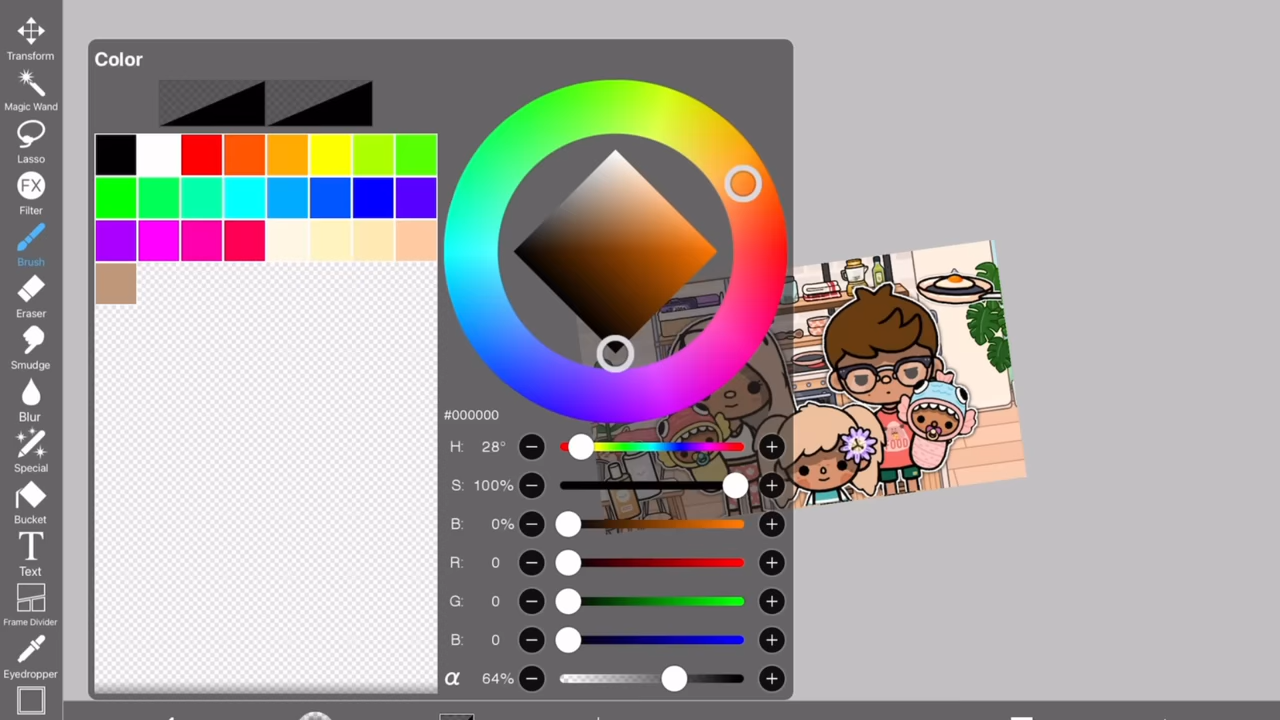 Transform
Magic Wand
Lasso
FX
Filter
Brush
Eraser
Smudge
Blur
Special
Bucket
T
Text
Frame Divider
Eyedropper
Color
#000000
H: 28°
S: 100%
B: 0%
R: 0
G: 0
B: 0
α 64%
FOOD